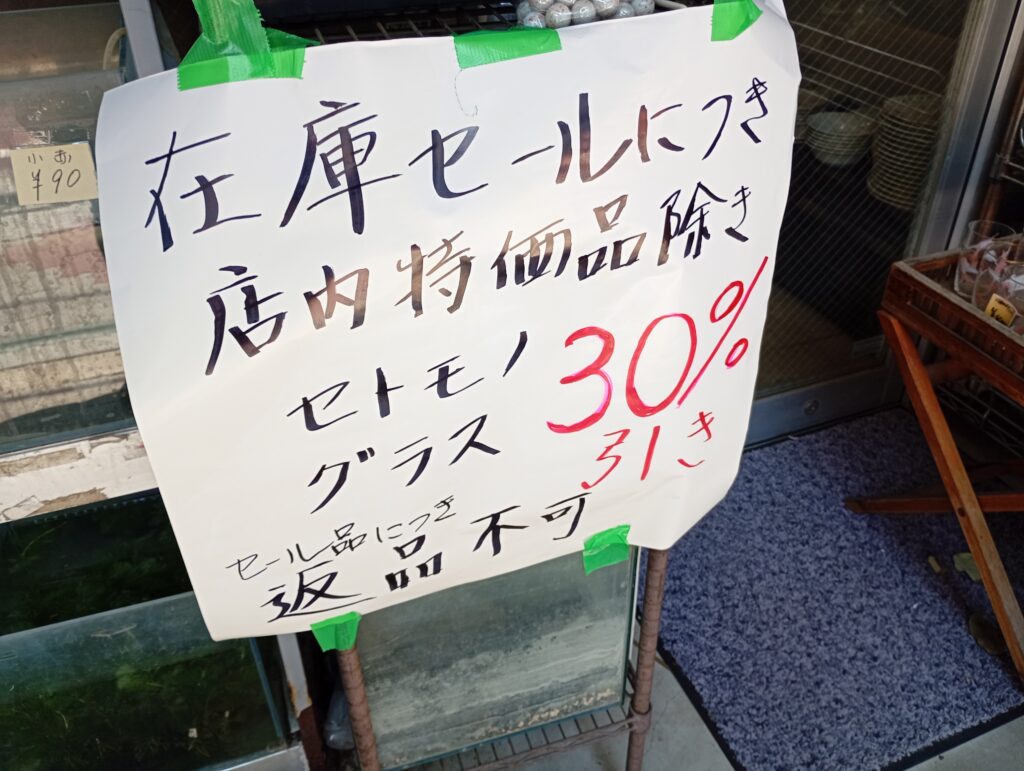 在庫セールにつき
店内特価品除き
セトモノ
グラス
30%
引き
セール品につき
返品不可
小赤
¥90